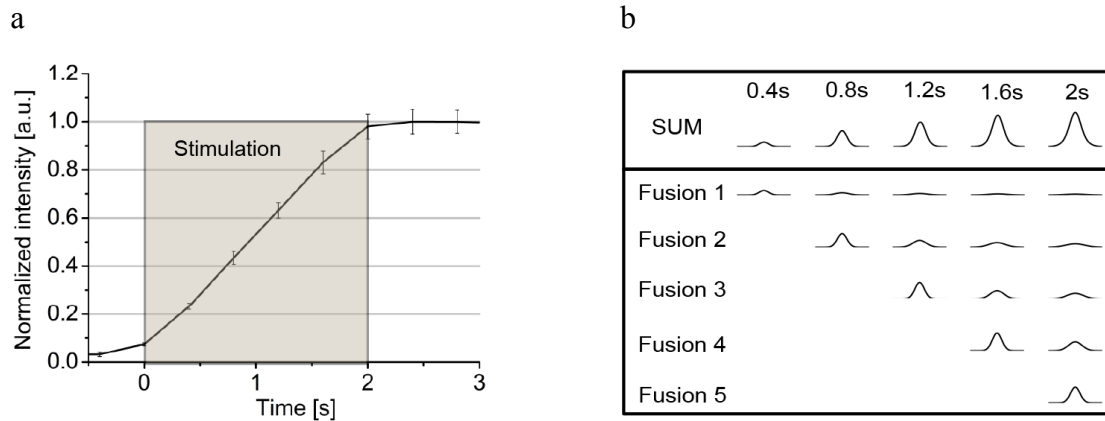 a
b
1.2
1.0
0.8
0.6
0.4
0.2
0.0
Normalized intensity [a.u.]
Stimulation
0 1 2 3
Time [s]
0.4s 0.8s 1.2s 1.6s 2s
SUM
Fusion 1
Fusion 2
Fusion 3
Fusion 4
Fusion 5